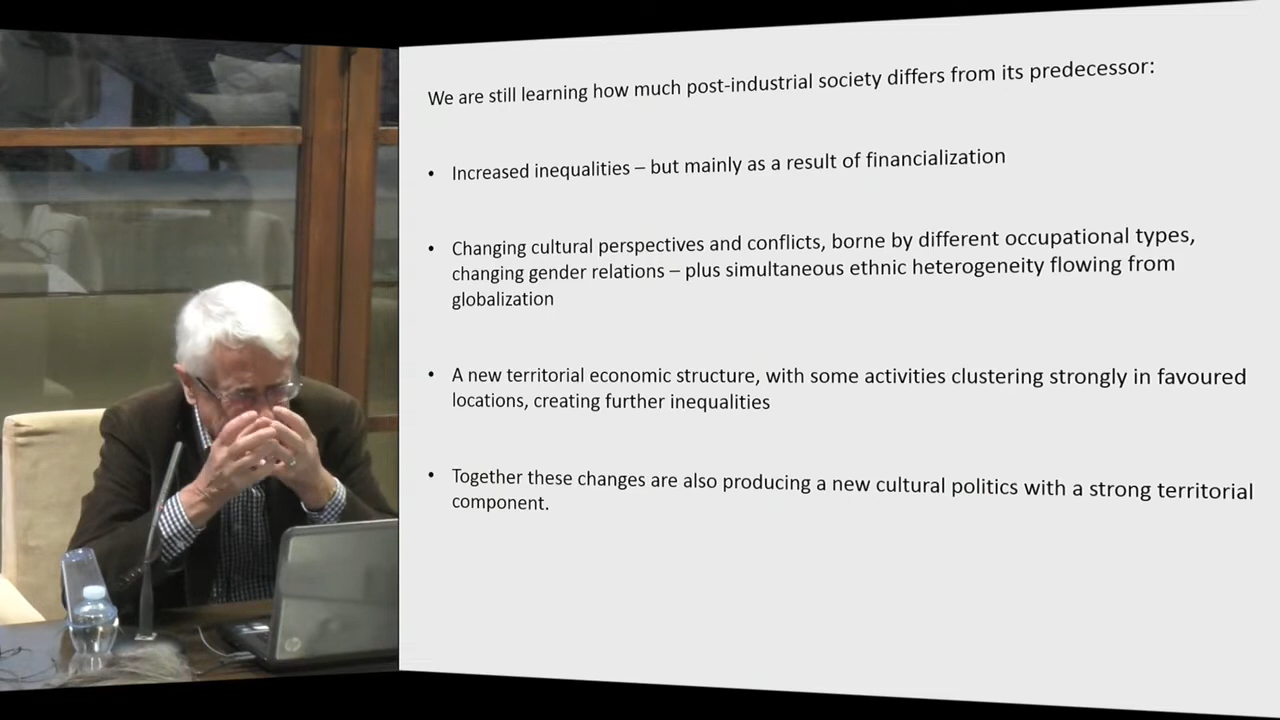 We are still learning how much post-industrial society differs from its predecessor:
• Increased inequalities – but mainly as a result of financialization
• Changing cultural perspectives and conflicts, borne by different occupational types,
changing gender relations – plus simultaneous ethnic heterogeneity flowing from
globalization
• A new territorial economic structure, with some activities clustering strongly in favoured
locations, creating further inequalities
• Together these changes are also producing a new cultural politics with a strong territorial
component.
hp